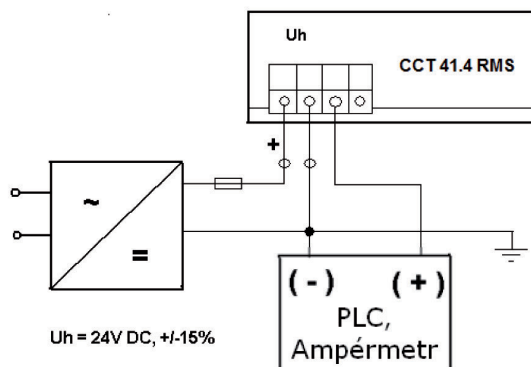 Uh
CCT 41.4 RMS
+
~
=
(-) (+)
PLC,
Ampérmetr
Uh = 24V DC, +/-15%